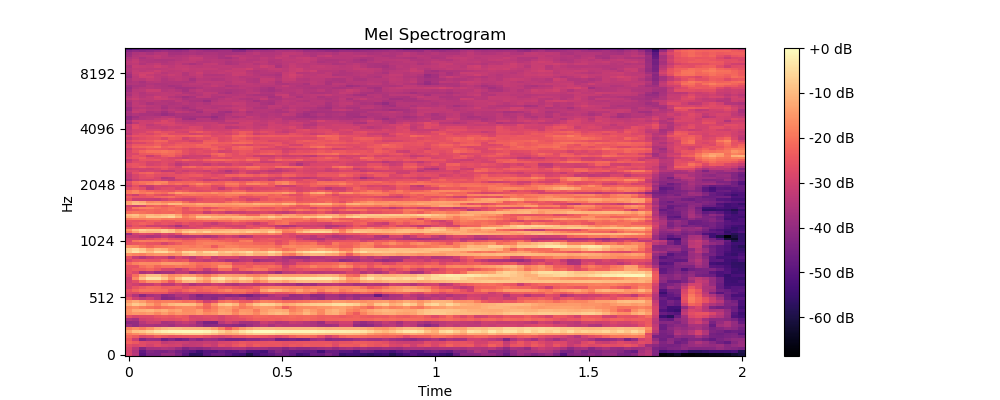 Mel Spectrogram
Hz
8192
4096
2048
1024
512
0
0 0.5 1 1.5 2
Time
+0 dB
-10 dB
-20 dB
-30 dB
-40 dB
-50 dB
-60 dB